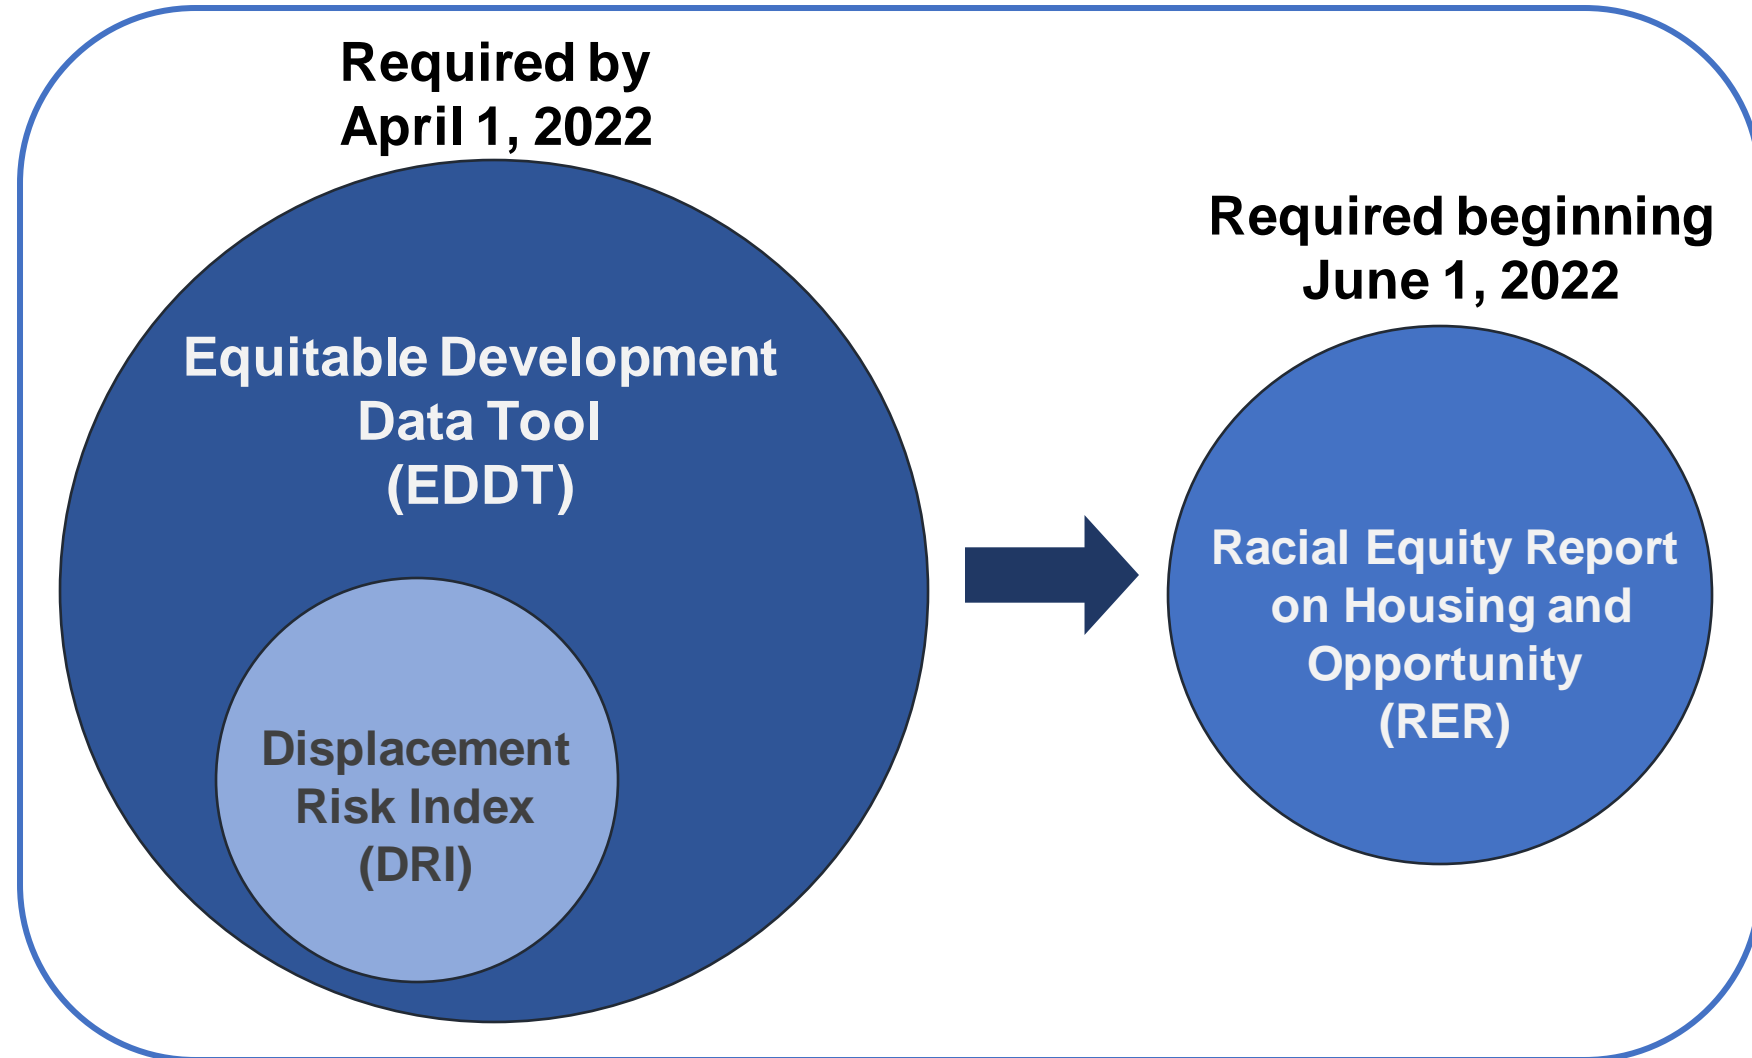 Required by
April 1, 2022
Equitable Development
Data Tool
(EDDT)
Displacement
Risk Index
(DRI)
Required beginning
June 1, 2022
Racial Equity Report
on Housing and
Opportunity
(RER)